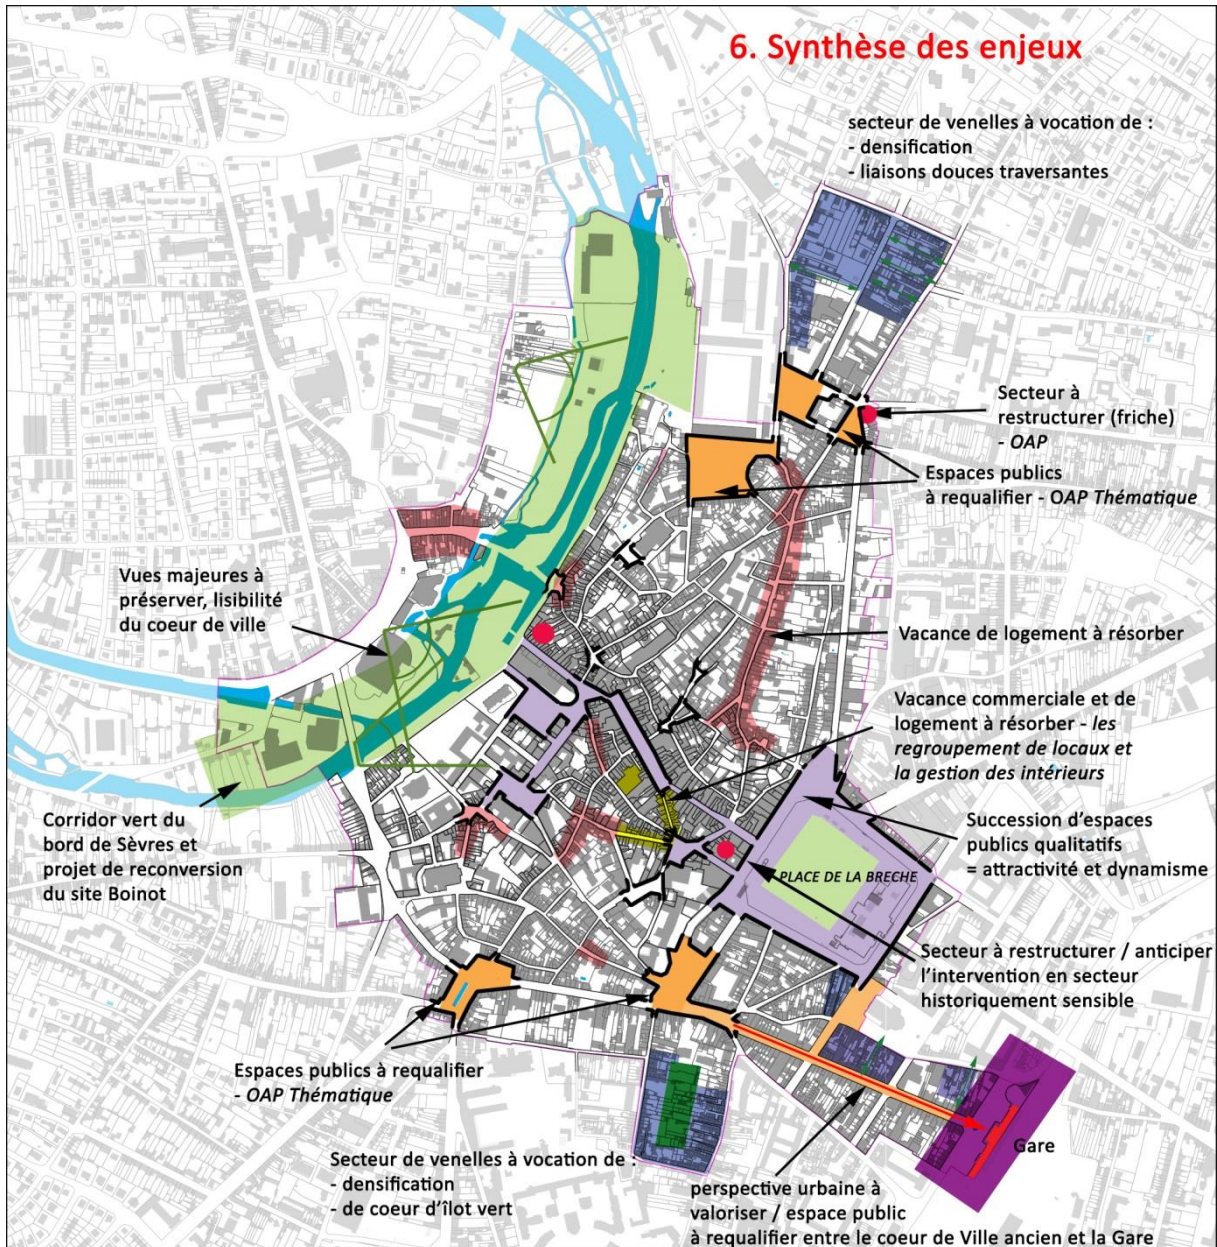 6. Synthèse des enjeux
secteur de venelles à vocation de :
- densification
- liaisons douces traversantes
Secteur à
restructurer (friche)
- OAP
Espaces publics
à requalifier - OAP Thématique
Vues majeures à
préserver, lisibilité
du coeur de ville
Vacance de logement à résorber
Vacance commerciale et de
logement à résorber - les
regroupement de locaux et
la gestion des intérieurs
Corridor vert du
bord de Sèvres et
projet de reconversion
du site Boinot
Succession d'espaces
publics qualitatifs
= attractivité et dynamisme
PLACE DE LA BRECHE
Secteur à restructurer / anticiper
l'intervention en secteur
historiquement sensible
Espaces publics à requalifier
- OAP Thématique
Gare
Secteur de venelles à vocation de :
- densification
- de coeur d'îlot vert
perspective urbaine à
valoriser / espace public
à requalifier entre le coeur de Ville ancien et la Gare